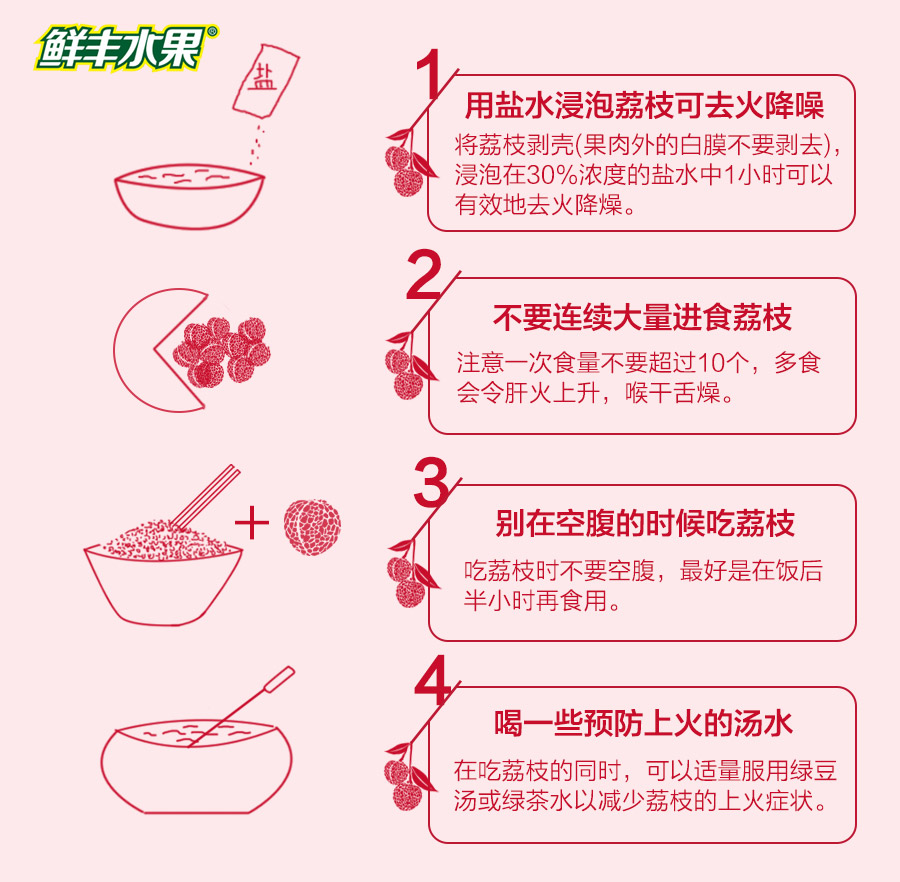 鲜丰水果®
盐
1
用盐水浸泡荔枝可去火降噪
将荔枝剥壳(果肉外的白膜不要剥去),
浸泡在30%浓度的盐水中1小时可以
有效地去火降燥。
2
不要连续大量进食荔枝
注意一次食量不要超过10个，多食
会令肝火上升，喉干舌燥。
3
别在空腹的时候吃荔枝
吃荔枝时不要空腹，最好是在饭后
半小时再食用。
4
喝一些预防上火的汤水
在吃荔枝的同时，可以适量服用绿豆
汤或绿茶水以减少荔枝的上火症状。